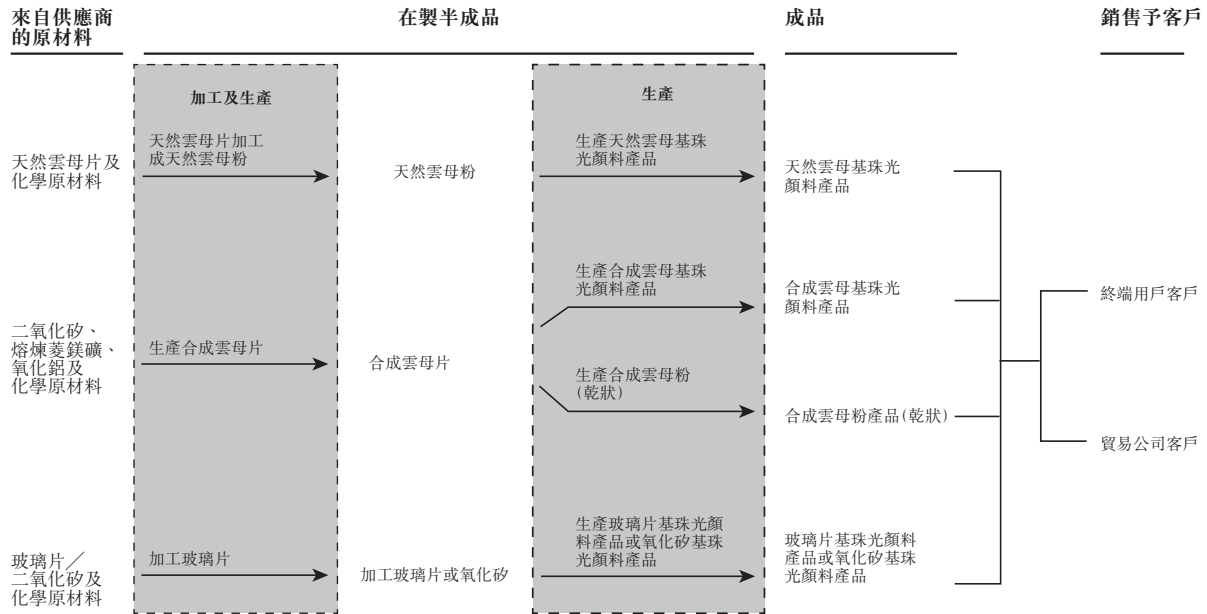 來自供應商
的原材料
在製半成品
成品
銷售予客戶
加工及生產
生產
天然雲母片及
化學原材料
天然雲母片加工
成天然雲母粉
天然雲母粉
生產天然雲母基珠
光顏料產品
天然雲母基珠光
顏料產品
二氧化矽、
熔煉菱鎂礦、
氧化鋁及
化學原材料
生產合成雲母片
合成雲母片
生產合成雲母基珠
光顏料產品
合成雲母基珠光
顏料產品
生產合成雲母粉
(乾狀)
合成雲母粉產品(乾狀)
終端用戶客戶
貿易公司客戶
玻璃片／
二氧化矽及
化學原材料
加工玻璃片
加工玻璃片或氧化矽
生產玻璃片基珠光顏
料產品或氧化矽基珠
光顏料產品
玻璃片基珠光顏料
產品或氧化矽基珠
光顏料產品